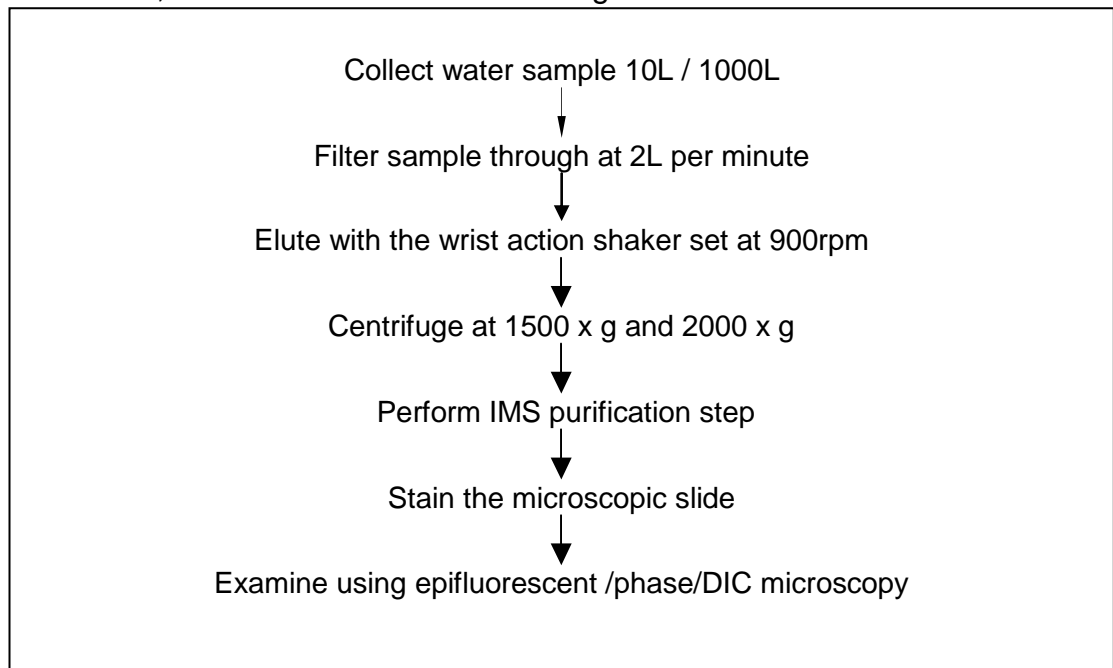 Collect water sample 10L / 1000L
Filter sample through at 2L per minute
Elute with the wrist action shaker set at 900rpm
Centrifuge at 1500 x g and 2000 x g
Perform IMS purification step
Stain the microscopic slide
Examine using epifluorescent /phase/DIC microscopy